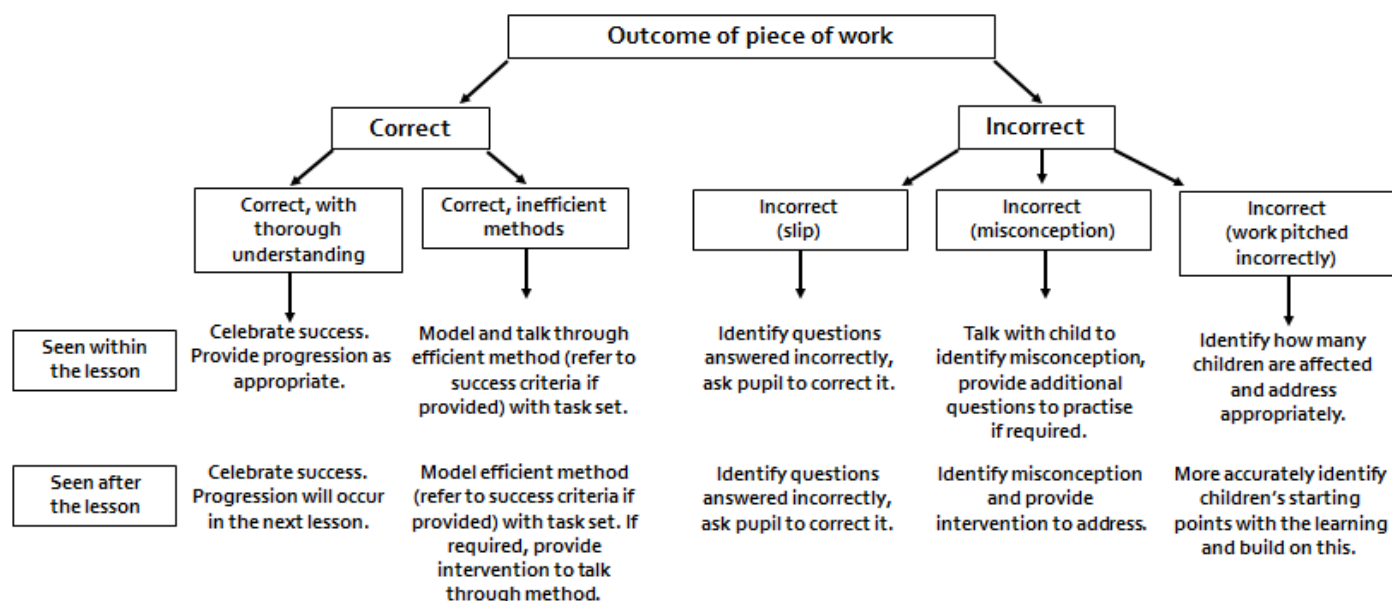 Outcome of piece of work
Correct
Incorrect
Correct, with
thorough
understanding
Correct, inefficient
methods
Incorrect
(slip)
Incorrect
(misconception)
Incorrect
(work pitched
incorrectly)
Seen within
the lesson
Celebrate success.
Provide progression as
appropriate.
Model and talk through
efficient method (refer to
success criteria if
provided) with task set.
Identify questions
answered incorrectly,
ask pupil to correct it.
Talk with child to
identify misconception,
provide additional
questions to practise
if required.
Identify how many
children are affected
and address
appropriately.
Seen after
the lesson
Celebrate success.
Progression will occur
in the next lesson.
Model efficient method
(refer to success criteria if
provided) with task set. If
required, provide
intervention to talk
through method.
Identify questions
answered incorrectly,
ask pupil to correct it.
Identify misconception
and provide
intervention to address.
More accurately identify
children's starting
points with the learning
and build on this.